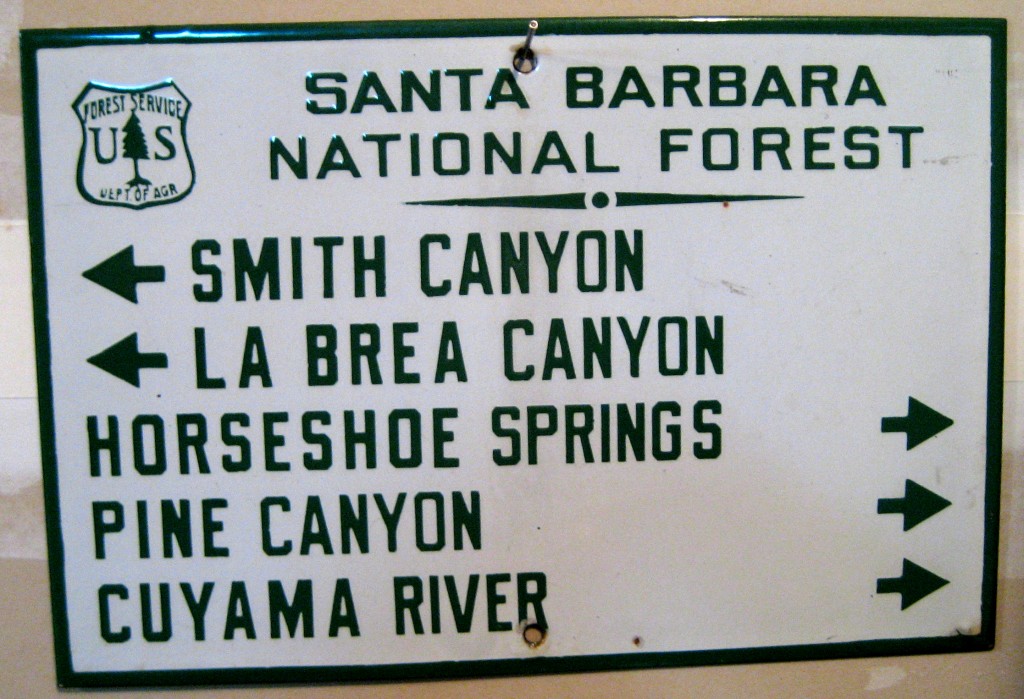 FOREST SERVICE
U S
DEPT. OF AGR
SANTA BARBARA
NATIONAL FOREST
SMITH CANYON
LA BREA CANYON
HORSESHOE SPRINGS
PINE CANYON
CUYAMA RIVER